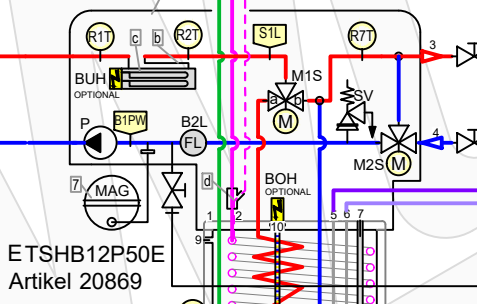 R1T
c
b
R2T
S1L
R7T
3
BUH
OPTIONAL
M1S
a
b
SV
P
B1PW
B2L
M
FL
4
M2S
M
7
MAG
d
BOH
OPTIONAL
1
2
5
6
7
9
10
ETSHB12P50E
Artikel 20869